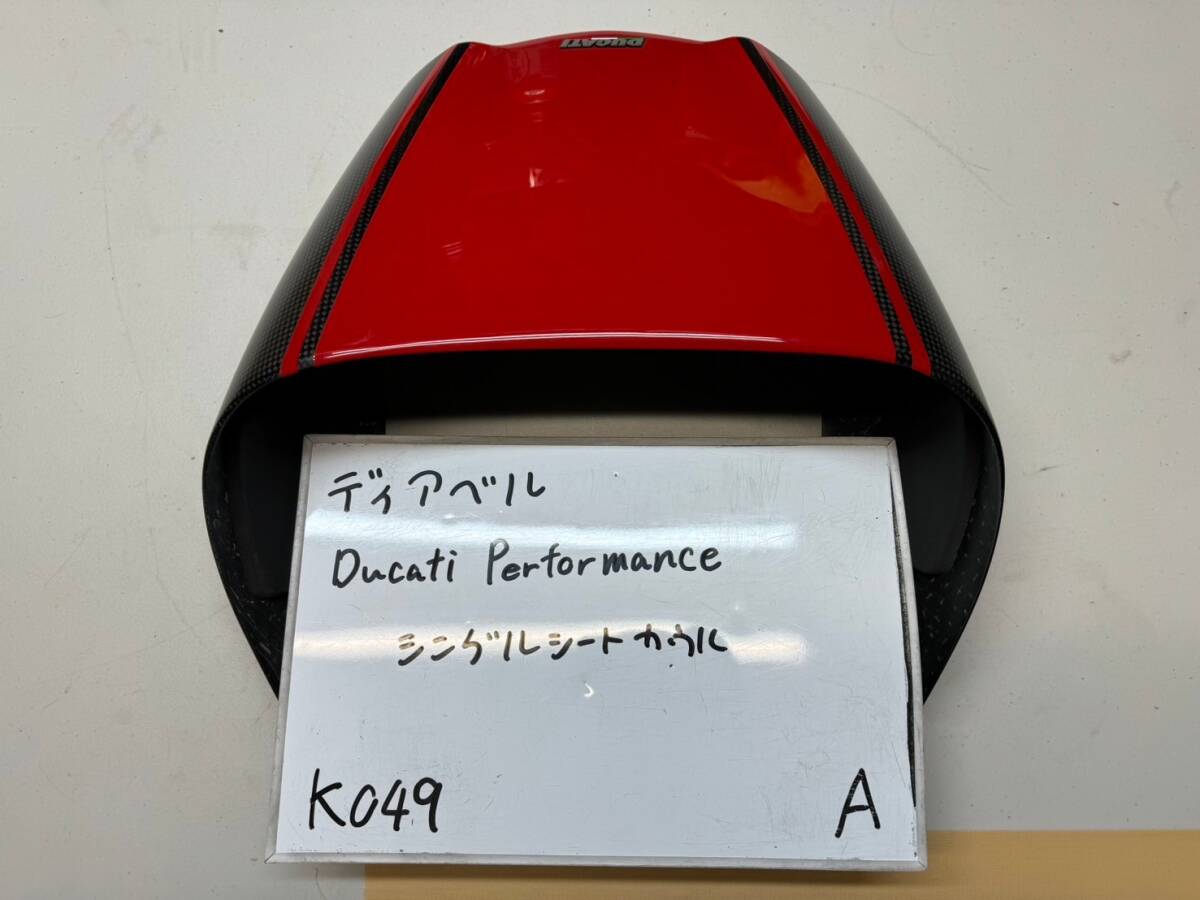 DUCATI
ディアベル
Ducati Performance
シングルシートカウル
K049
A